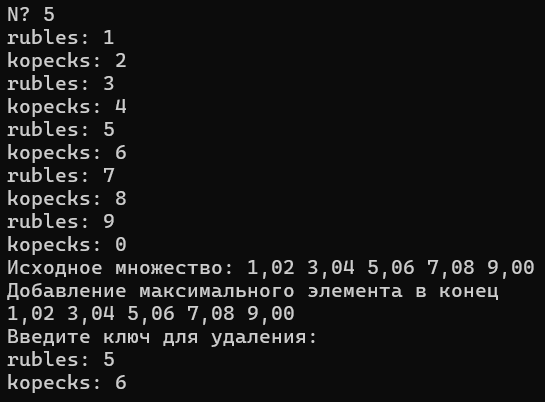 N? 5
rubles: 1
kopecks: 2
rubles: 3
kopecks: 4
rubles: 5
kopecks: 6
rubles: 7
kopecks: 8
rubles: 9
kopecks: 0
Исходное множество: 1,02 3,04 5,06 7,08 9,00
Добавление максимального элемента в конец
1,02 3,04 5,06 7,08 9,00
Введите ключ для удаления:
rubles: 5
kopecks: 6